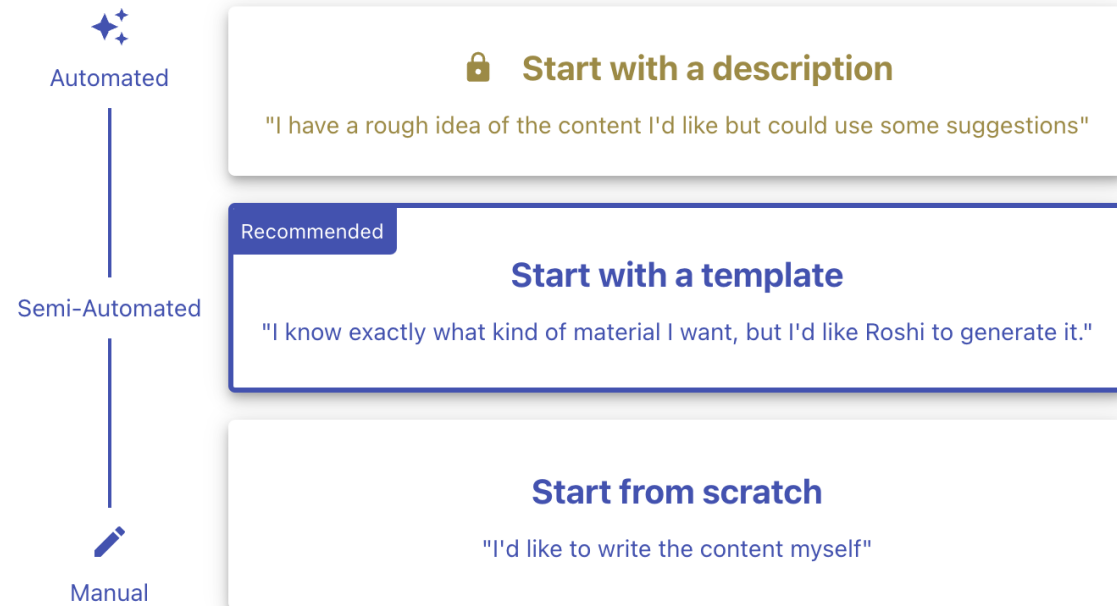 Automated
Start with a description
"I have a rough idea of the content I'd like but could use some suggestions"
Recommended
Start with a template
Semi-Automated
"I know exactly what kind of material I want, but I'd like Roshi to generate it."
Start from scratch
"I'd like to write the content myself"
Manual